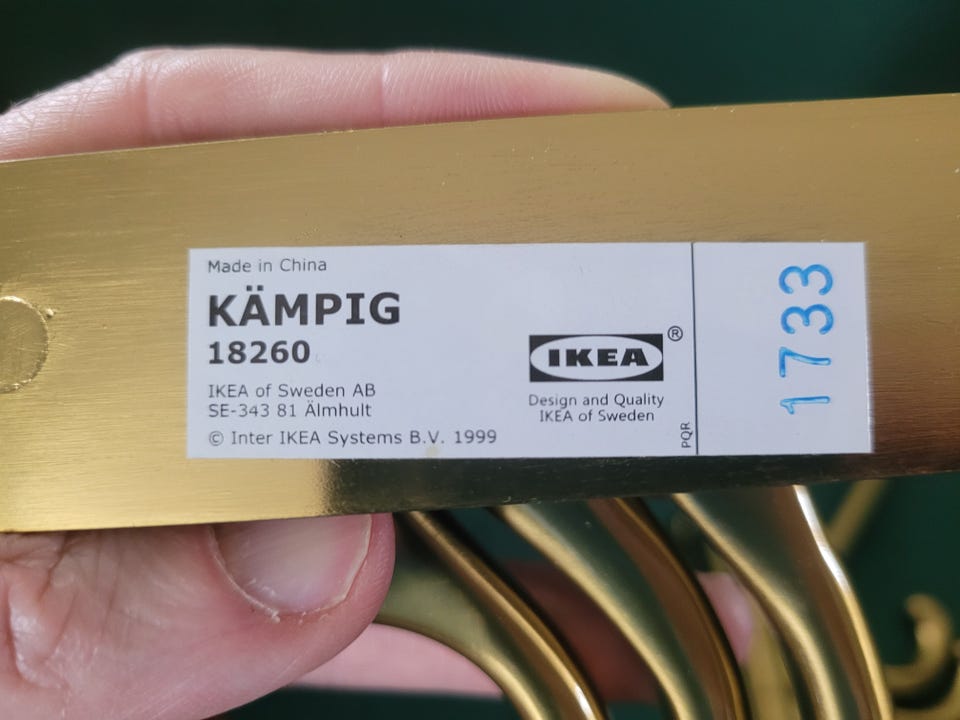 Made in China
KÄMPIG
18260
IKEA of Sweden AB
SE-343 81 Älmhult
© Inter IKEA Systems B.V. 1999
IKEA®
Design and Quality
IKEA of Sweden
PQR
1733